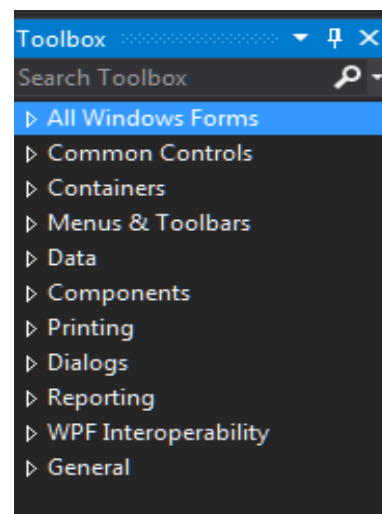 Toolbox
Search Toolbox
All Windows Forms
Common Controls
Containers
Menus & Toolbars
Data
Components
Printing
Dialogs
Reporting
WPF Interoperability
General